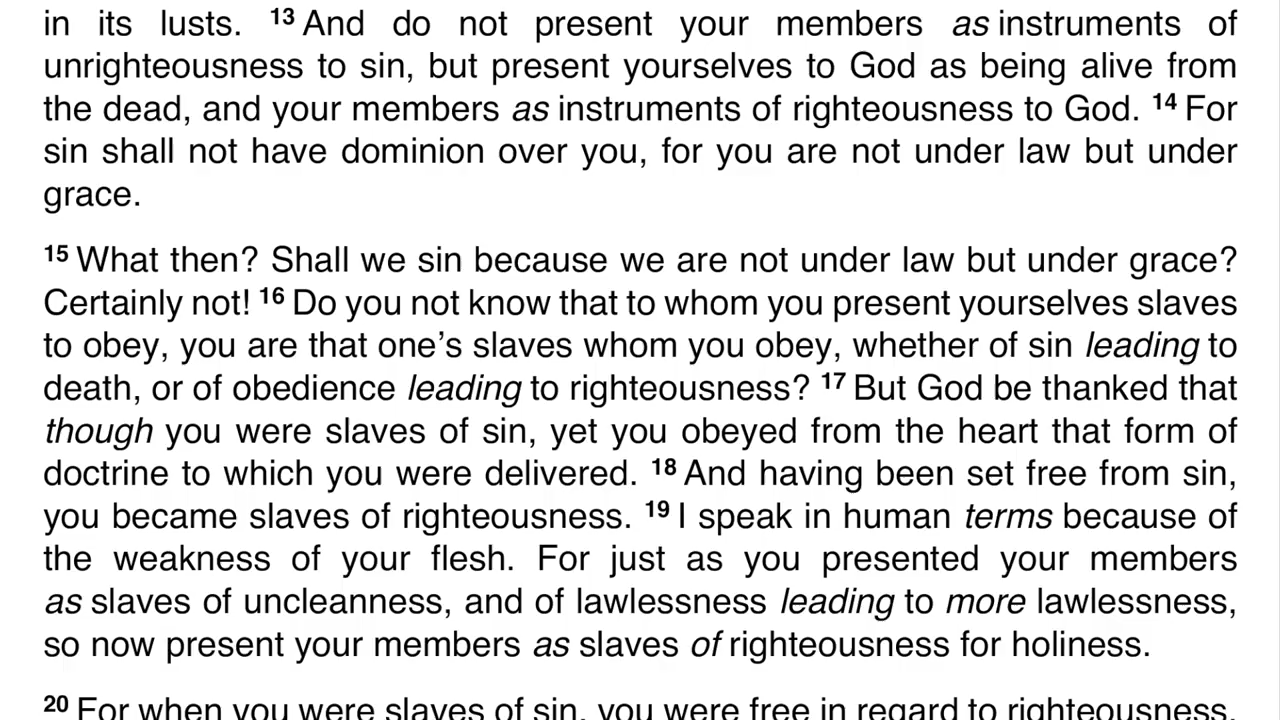 in its lusts. 13 And do not present your members as instruments of
unrighteousness to sin, but present yourselves to God as being alive from
the dead, and your members as instruments of righteousness to God. 14 For
sin shall not have dominion over you, for you are not under law but under
grace.
15 What then? Shall we sin because we are not under law but under grace?
Certainly not! 16 Do you not know that to whom you present yourselves slaves
to obey, you are that one’s slaves whom you obey, whether of sin leading to
death, or of obedience leading to righteousness? 17 But God be thanked that
though you were slaves of sin, yet you obeyed from the heart that form of
doctrine to which you were delivered. 18 And having been set free from sin,
you became slaves of righteousness. 19 I speak in human terms because of
the weakness of your flesh. For just as you presented your members
as slaves of uncleanness, and of lawlessness leading to more lawlessness,
so now present your members as slaves of righteousness for holiness.
20 For when you were slaves of sin, you were free in regard to righteousness.